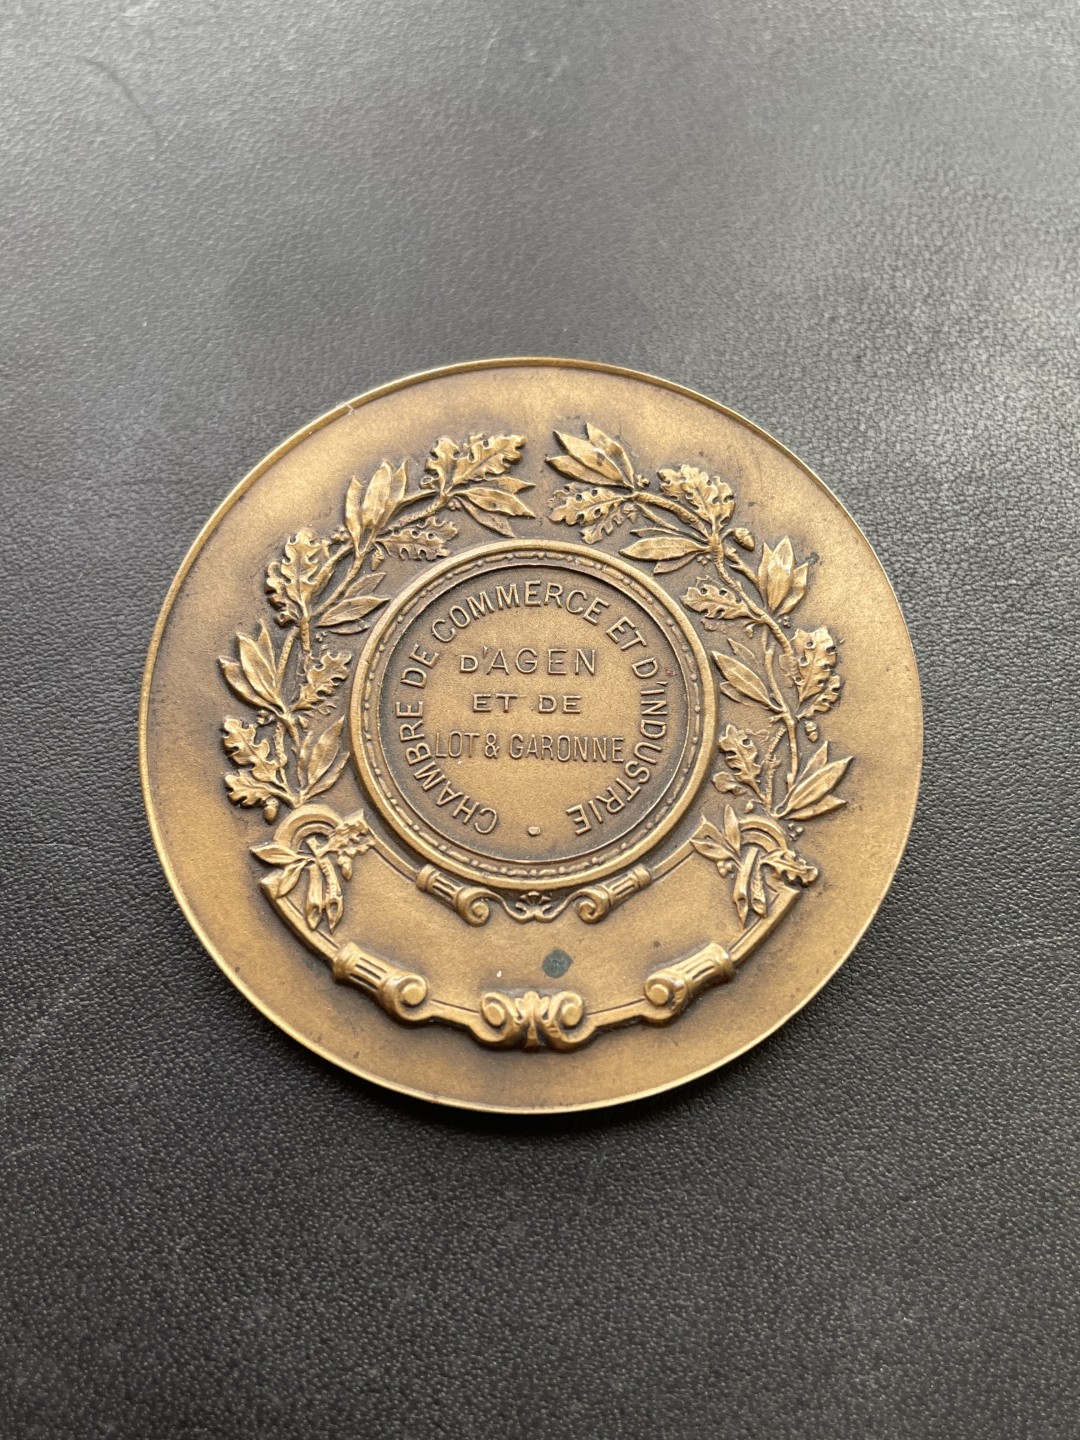 CHAMBRE DE COMMERCE ET D'INDUSTRIE
D'AGEN
ET DE
LOT & GARONNE